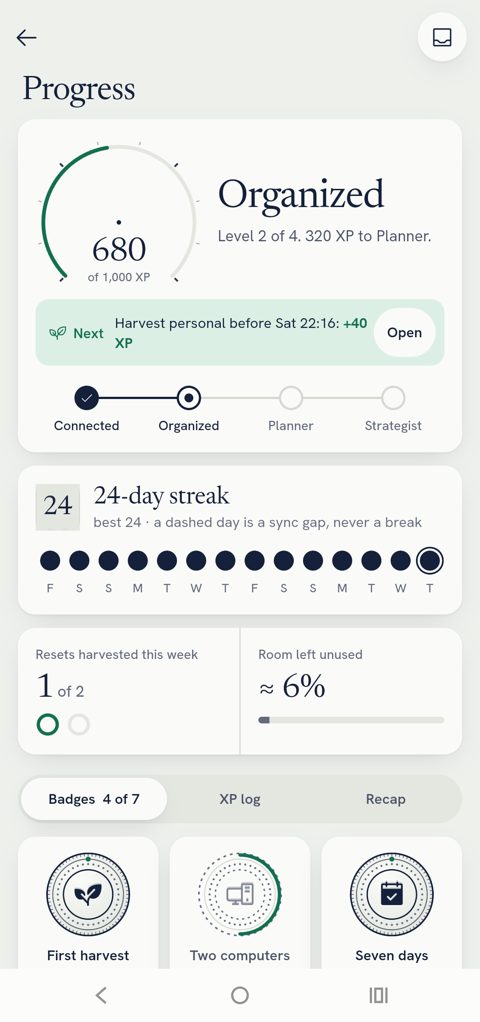 Progress
680
of 1,000 XP
Organized
Level 2 of 4. 320 XP to Planner.
Next
Harvest personal before Sat 22:16: +40
XP
Open
Connected Organized Planner Strategist
24
24-day streak
best 24 · a dashed day is a sync gap, never a break
F S S M T W T F S S M T W T
Resets harvested this week
1 of 2
Room left unused
≈ 6%
Badges 4 of 7
XP log
Recap
First harvest
Two computers
Seven days